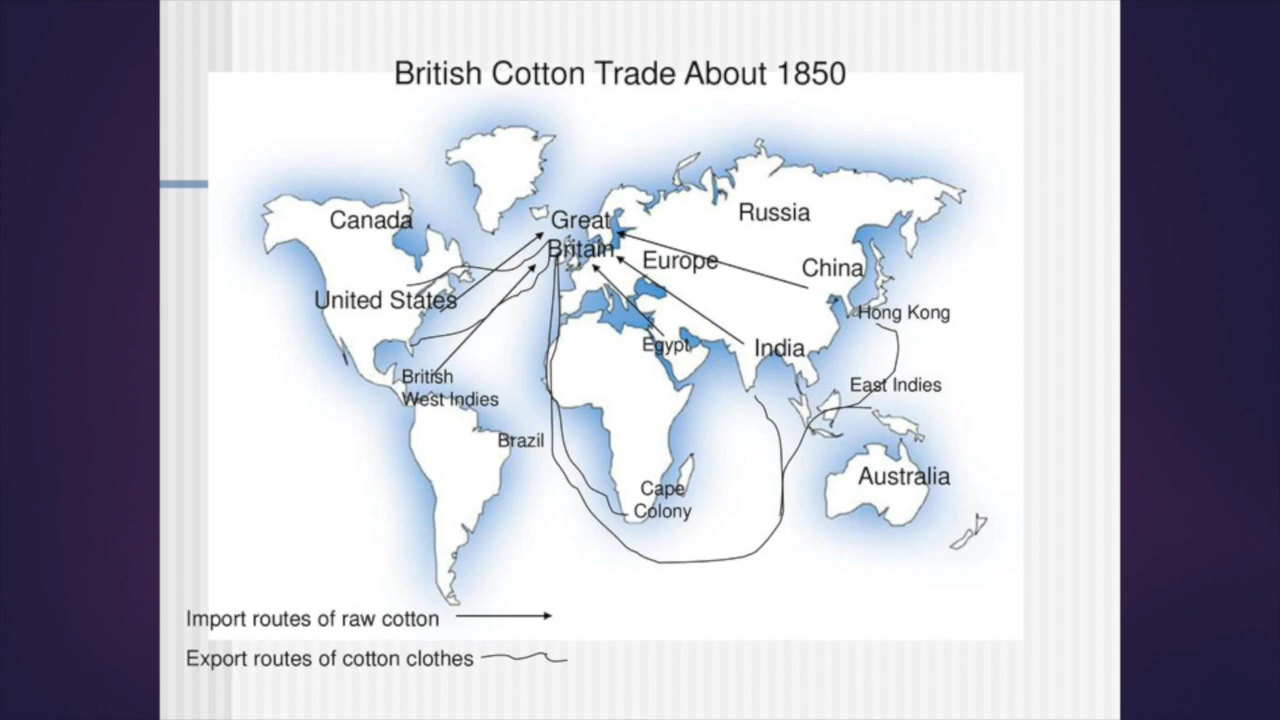 British Cotton Trade About 1850
Canada
Great
Britain
Russia
Europe
China
United States
Hong Kong
Egypt
India
British
West Indies
East Indies
Brazil
Cape
Colony
Australia
Import routes of raw cotton
Export routes of cotton clothes